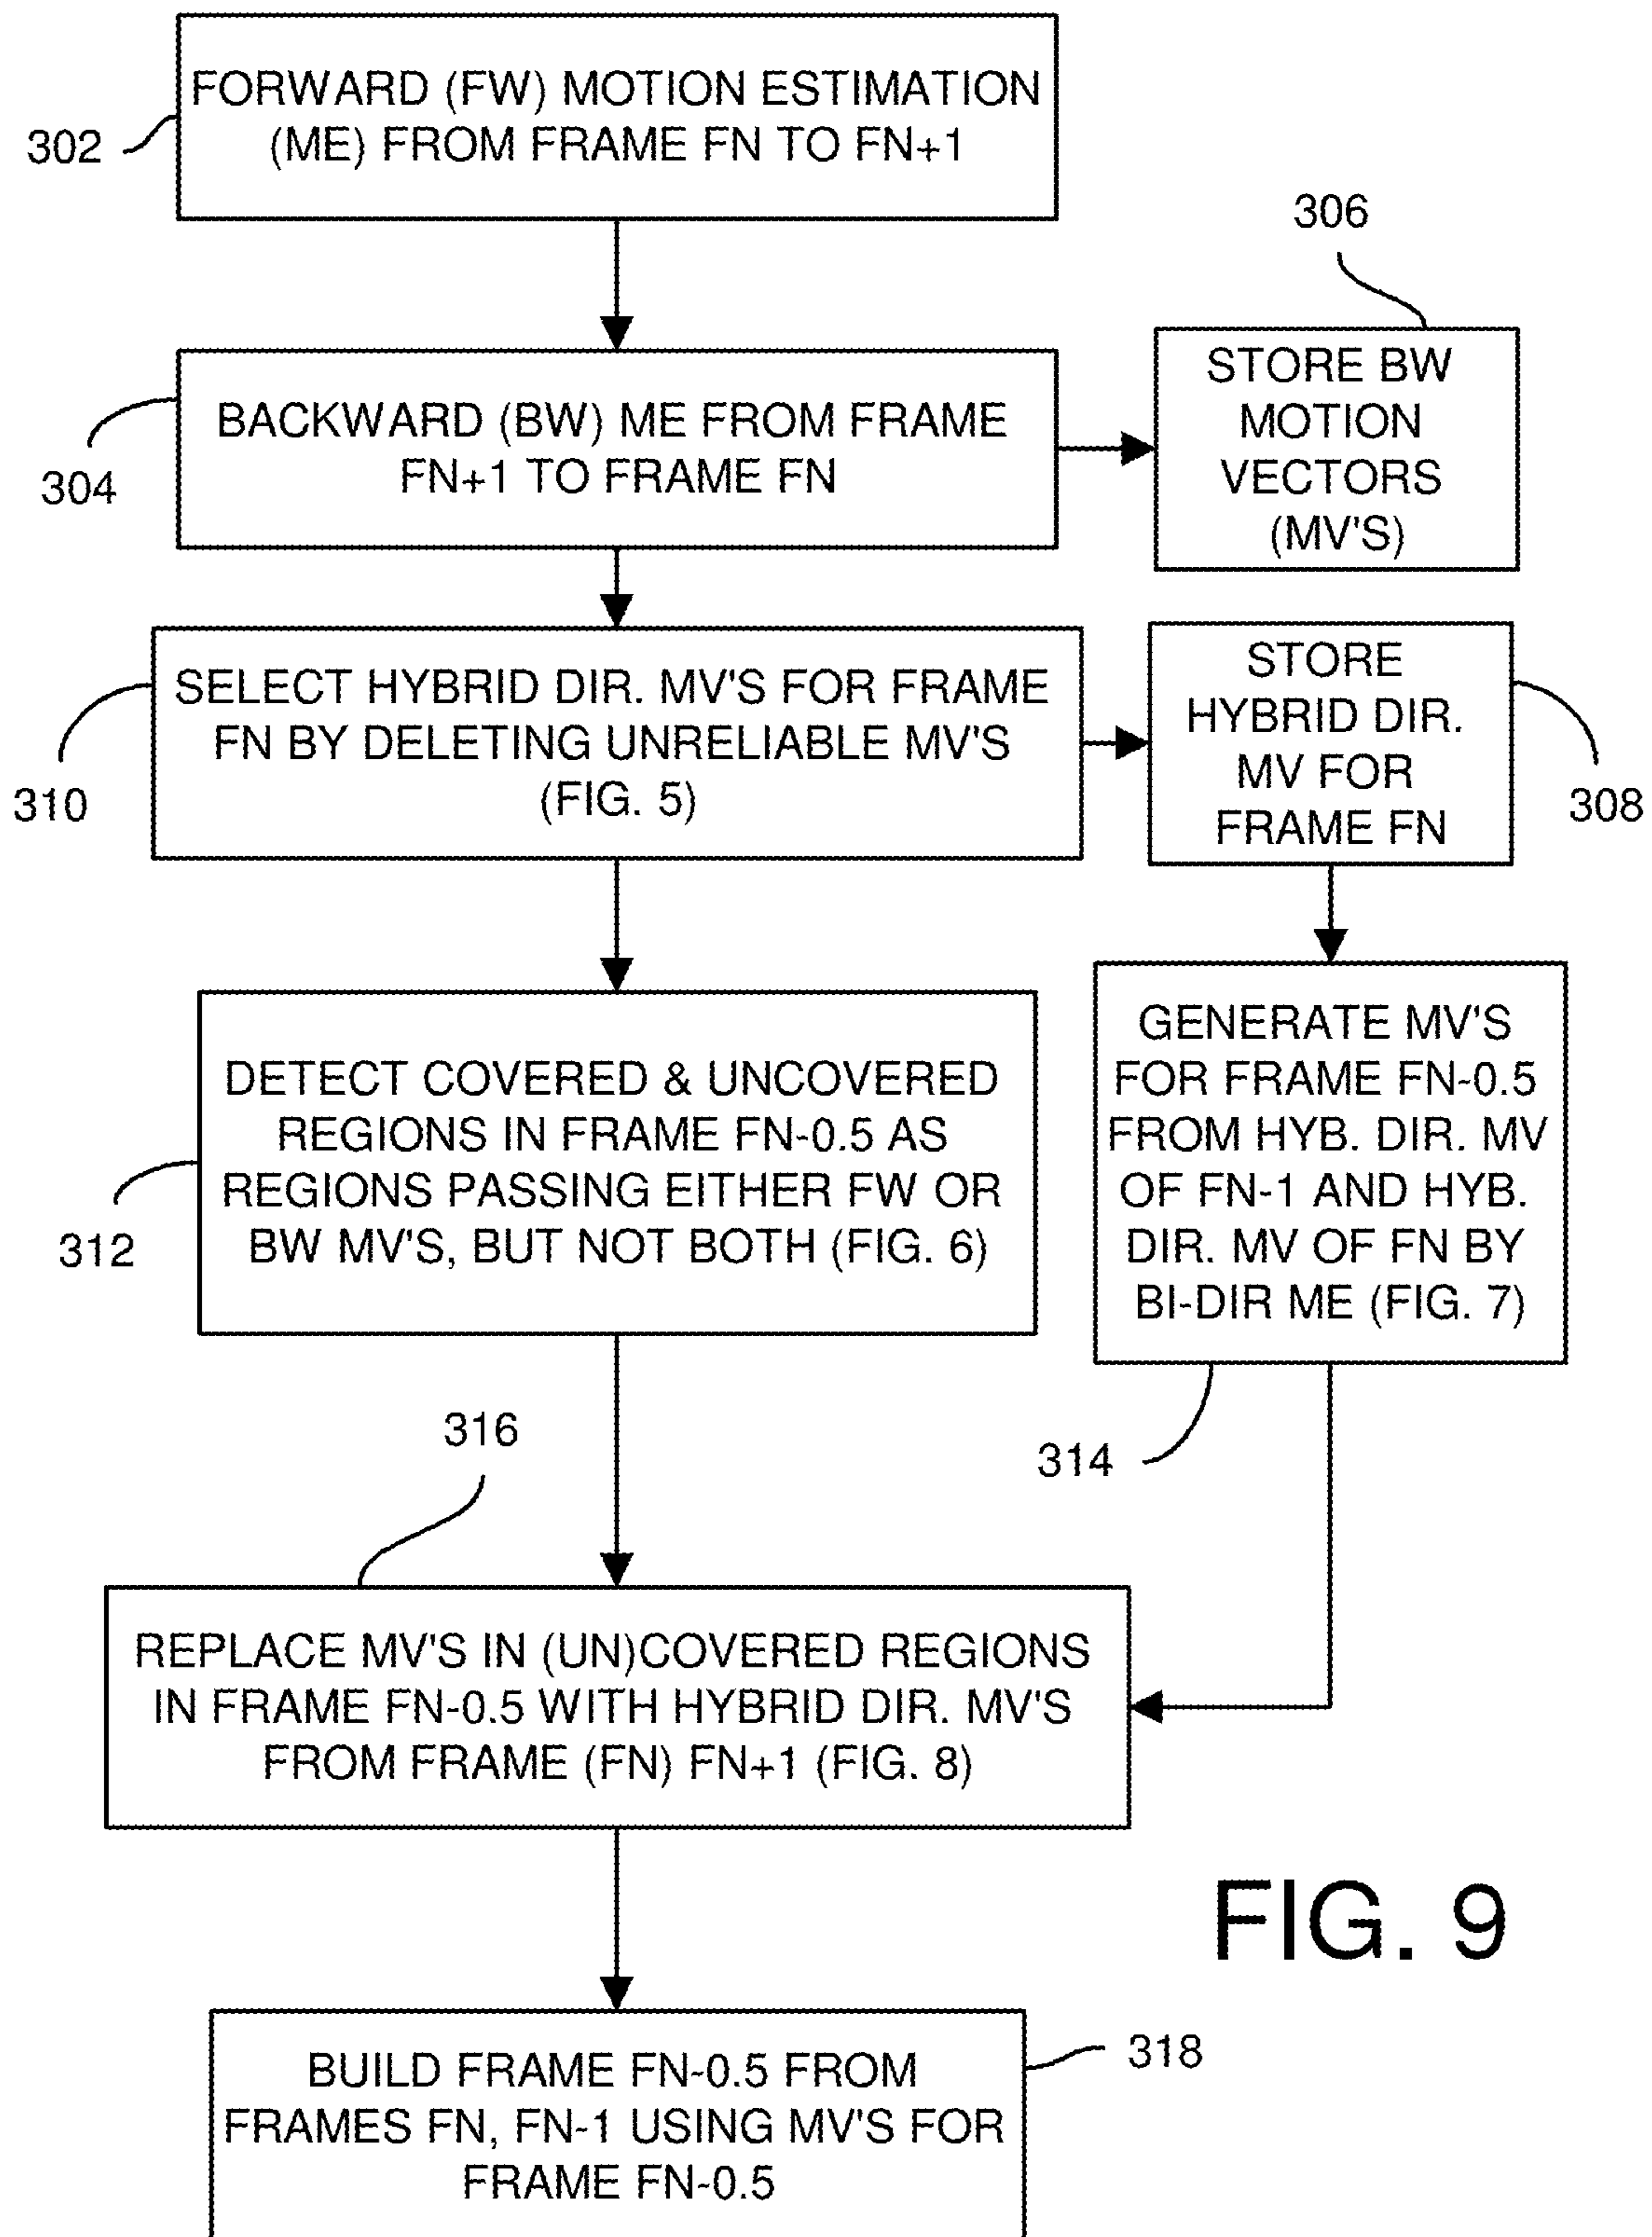 FORWARD (FW) MOTION ESTIMATION
(ME) FROM FRAME FN TO FN+1
302
306
BACKWARD (BW) ME FROM FRAME
FN+1 TO FRAME FN
304
STORE BW
MOTION
VECTORS
(MV'S)
SELECT HYBRID DIR. MV'S FOR FRAME
FN BY DELETING UNRELIABLE MV'S
(FIG. 5)
310
STORE
HYBRID DIR.
MV FOR
FRAME FN
308
DETECT COVERED & UNCOVERED
REGIONS IN FRAME FN-0.5 AS
REGIONS PASSING EITHER FW OR
BW MV'S, BUT NOT BOTH (FIG. 6)
312
GENERATE MV'S
FOR FRAME FN-0.5
FROM HYB. DIR. MV
OF FN-1 AND HYB.
DIR. MV OF FN BY
BI-DIR ME (FIG. 7)
314
316
REPLACE MV'S IN (UN)COVERED REGIONS
IN FRAME FN-0.5 WITH HYBRID DIR. MV'S
FROM FRAME (FN) FN+1 (FIG. 8)
FIG. 9
BUILD FRAME FN-0.5 FROM
FRAMES FN, FN-1 USING MV'S FOR
FRAME FN-0.5
318